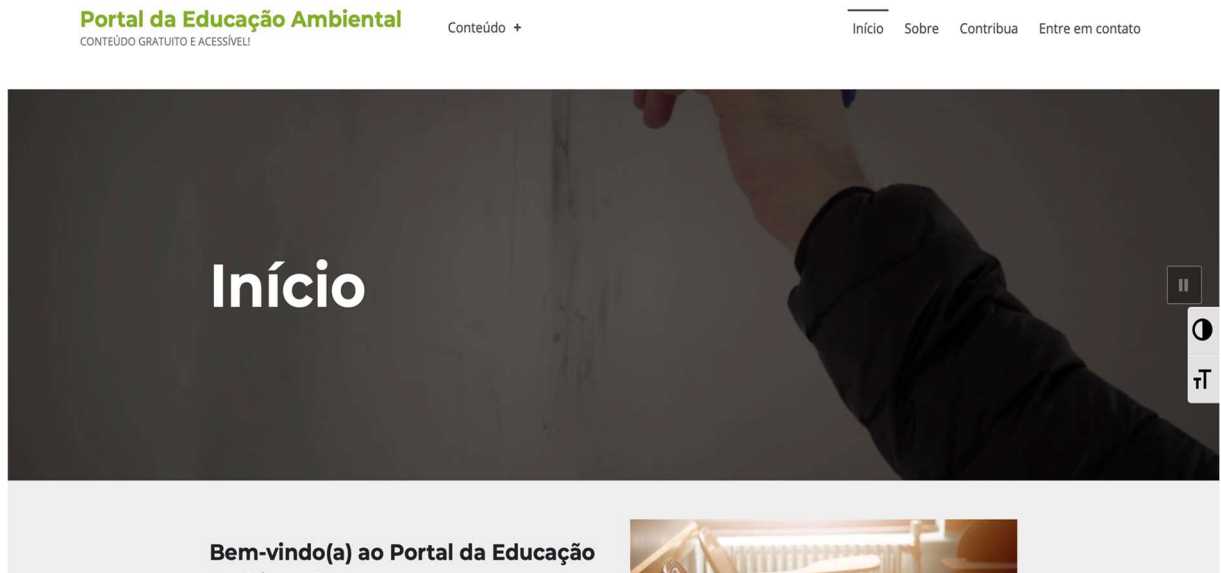 Portal da Educação Ambiental
CONTEÚDO GRATUITO E ACESSÍVEL!
Conteúdo +
Início Sobre Contribua Entre em contato
Início
TT
Bem-vindo(a) ao Portal da Educação